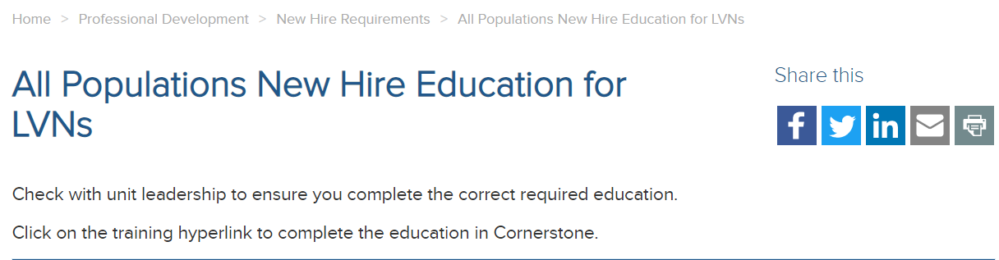 Home > Professional Development > New Hire Requirements > All Populations New Hire Education for LVNs
All Populations New Hire Education for
LVNs
Share this
Check with unit leadership to ensure you complete the correct required education.
Click on the training hyperlink to complete the education in Cornerstone.